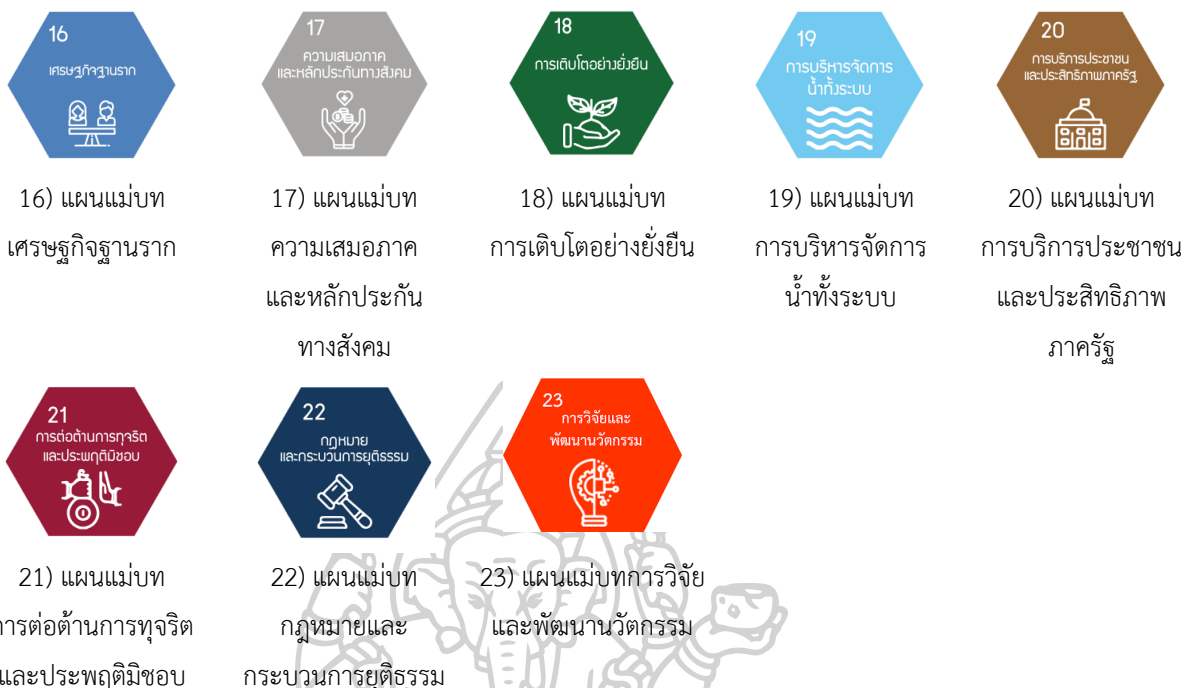 16
เศรษฐกิจฐานราก
17
ความเสมอภาค
และหลักประกันทางสังคม
18
การเติบโตอย่างยั่งยืน
19
การบริหารจัดการ
น้ำทั้งระบบ
20
การบริการประชาชน
และประสิทธิภาพภาครัฐ
16) แผนแม่บท
เศรษฐกิจฐานราก
17) แผนแม่บท
ความเสมอภาค
และหลักประกัน
ทางสังคม
18) แผนแม่บท
การเติบโตอย่างยั่งยืน
19) แผนแม่บท
การบริหารจัดการ
น้ำทั้งระบบ
20) แผนแม่บท
การบริการประชาชน
และประสิทธิภาพ
ภาครัฐ
21
การต่อต้านการทุจริต
และประพฤติมิชอบ
22
กฎหมาย
และกระบวนการยุติธรรม
23
การวิจัยและ
พัฒนานวัตกรรม
21) แผนแม่บท
การต่อต้านการทุจริต
และประพฤติมิชอบ
22) แผนแม่บท
กฎหมายและ
กระบวนการยุติธรรม
23) แผนแม่บทการวิจัย
และพัฒนานวัตกรรม